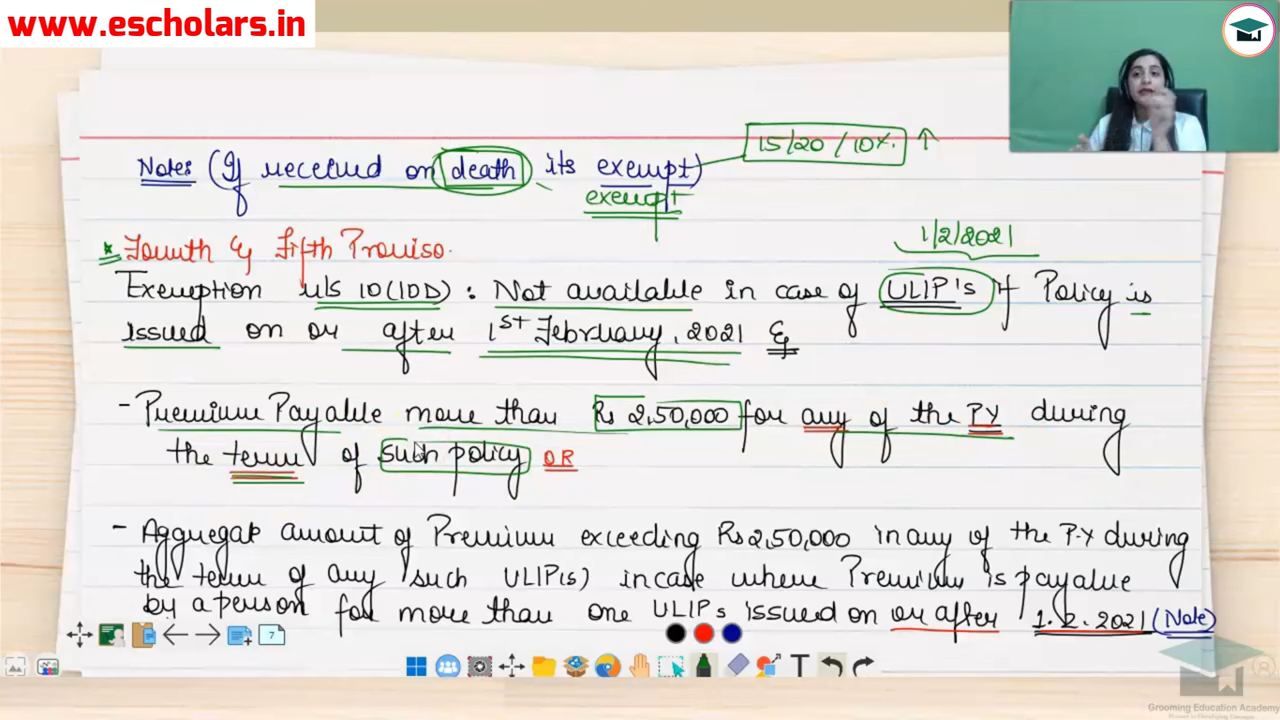 www.escholars.in
15/20/10%. ↑
Notes (If received on death its exempt)
exempt
1/2/2021
* Fourth & Fifth Proviso.
Exemption u/s 10(10D) : Not available in case of ULIP's if Policy is
issued on or after 1st February, 2021 &
- Premium Payable more than Rs 2,50,000 for any of the PY during
the term of such policy OR
- Aggregate amount of Premium exceeding Rs 2,50,000 in any of the P.Y during
the term of any such ULIP(s) incase where Premium is payable
by a person for more than one ULIPs issued on or after 1.2.2021 (Note)
7
T
Grooming Education Academy